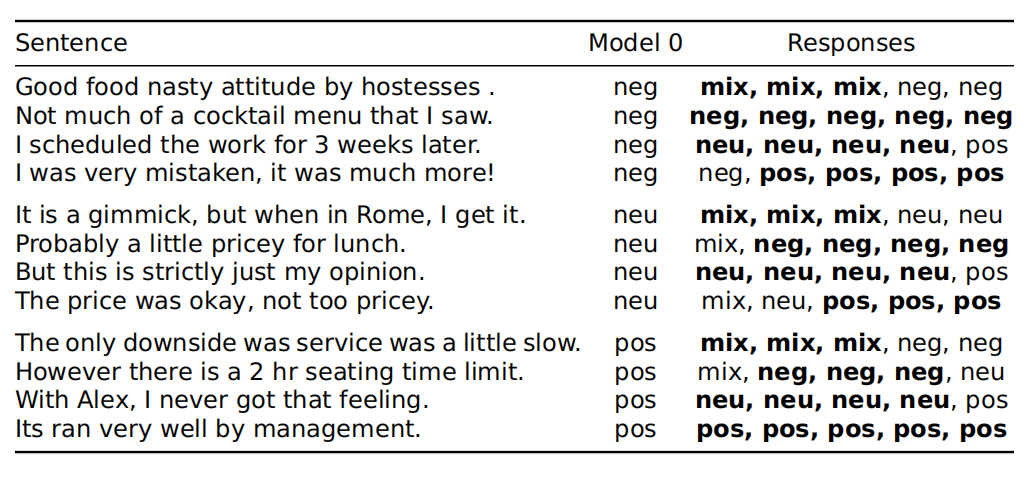 Sentence Model 0 Responses
Good food nasty attitude by hostesses . neg mix, mix, mix, neg, neg
Not much of a cocktail menu that I saw. neg neg, neg, neg, neg, neg
I scheduled the work for 3 weeks later. neg neu, neu, neu, neu, pos
I was very mistaken, it was much more! neg neg, pos, pos, pos, pos
It is a gimmick, but when in Rome, I get it. neu mix, mix, mix, neu, neu
Probably a little pricey for lunch. neu mix, neg, neg, neg, neg
But this is strictly just my opinion. neu neu, neu, neu, neu, pos
The price was okay, not too pricey. neu mix, neu, pos, pos, pos
The only downside was service was a little slow. pos mix, mix, mix, neg, neg
However there is a 2 hr seating time limit. pos mix, neg, neg, neg, neu
With Alex, I never got that feeling. pos neu, neu, neu, neu, pos
Its ran very well by management. pos pos, pos, pos, pos, pos